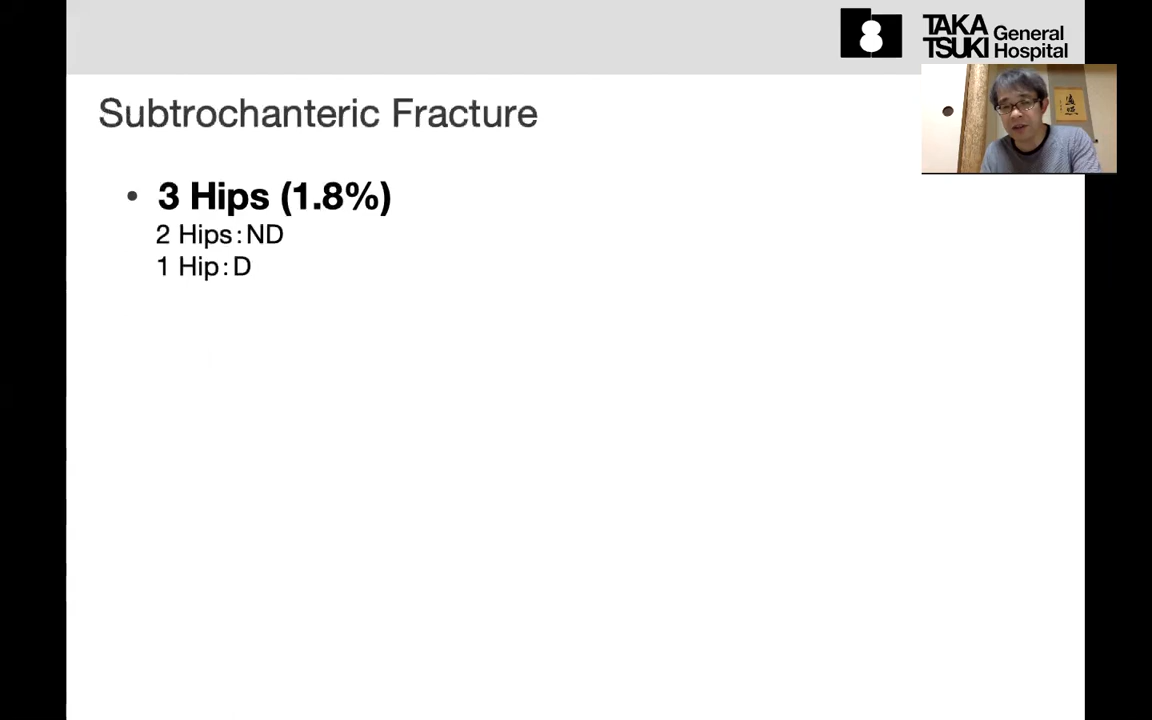 TAKA
TSUKI General
Hospital
Subtrochanteric Fracture
• 3 Hips (1.8%)
2 Hips:ND
1 Hip:D